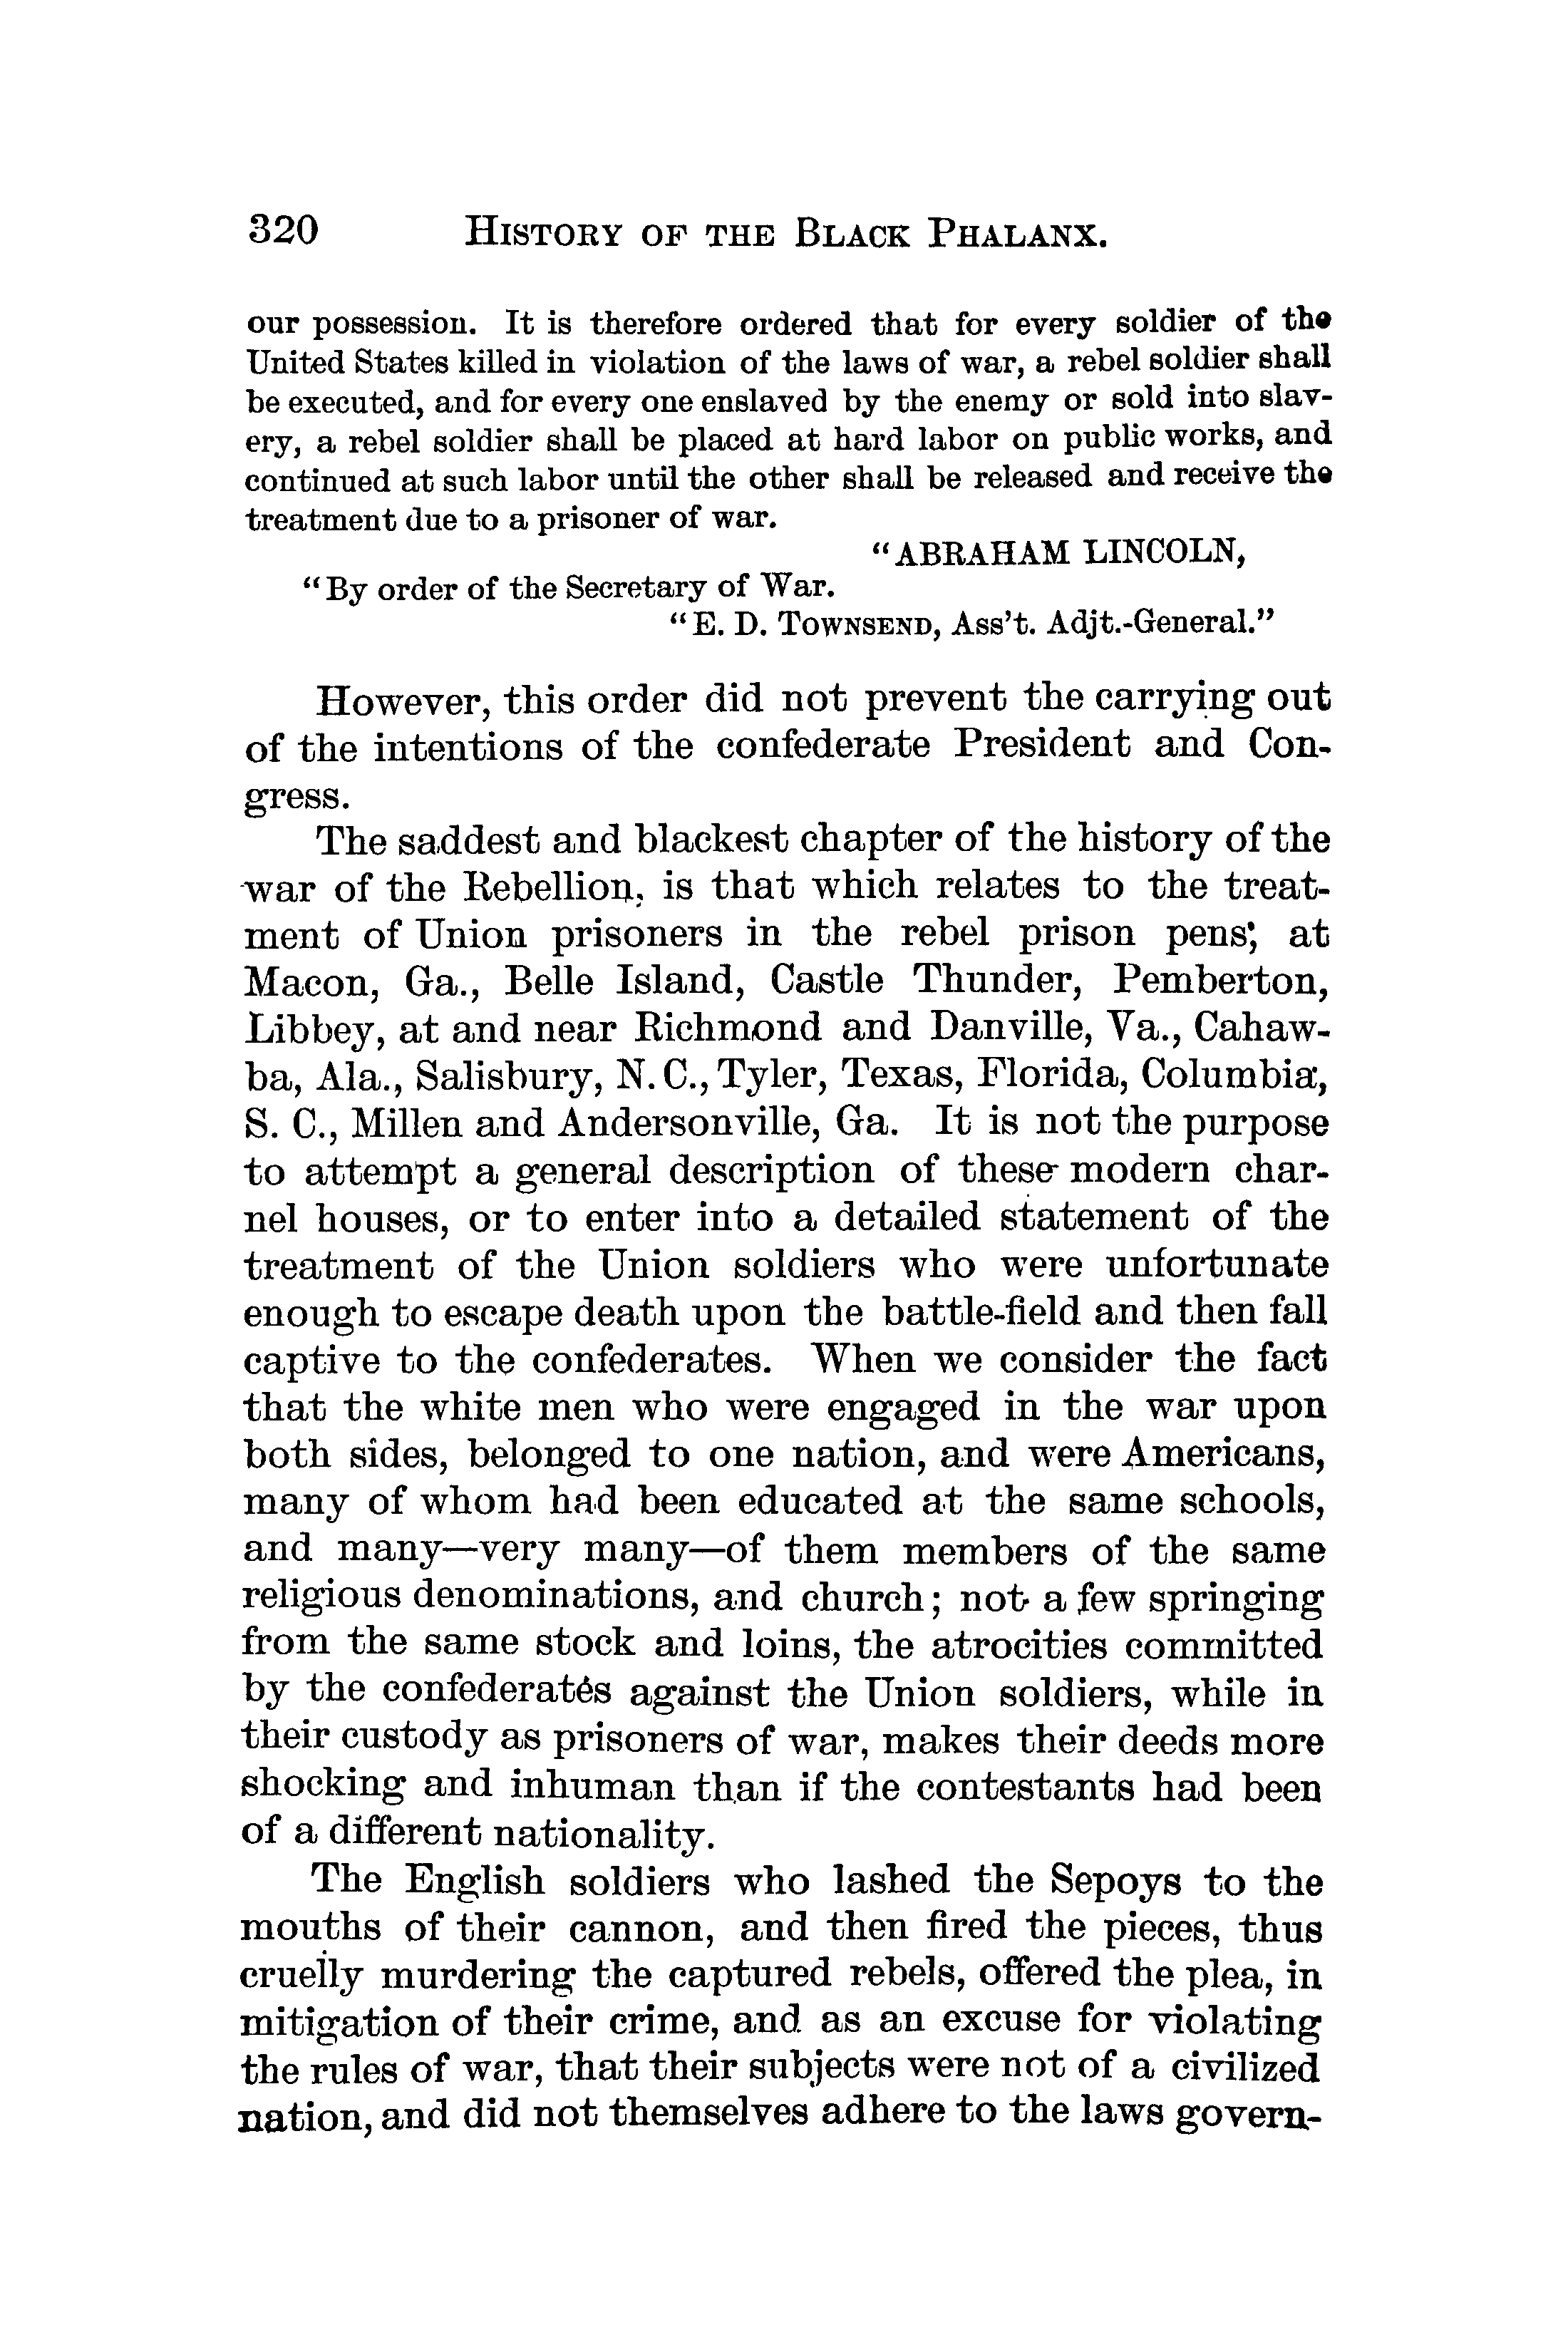 320 HISTORY OF THE BLACK PHALANX.
our possession. It is therefore ordered that for every soldier of the
United States killed in violation of the laws of war, a rebel soldier shall
be executed, and for every one enslaved by the enemy or sold into slav-
ery, a rebel soldier shall be placed at hard labor on public works, and
continued at such labor until the other shall be released and receive the
treatment due to a prisoner of war.
"ABRAHAM LINCOLN,
"By order of the Secretary of War.
"E. D. TOWNSEND, Ass't. Adjt.-General."
However, this order did not prevent the carrying out
of the intentions of the confederate President and Con-
gress.
The saddest and blackest chapter of the history of the
war of the Rebellion, is that which relates to the treat-
ment of Union prisoners in the rebel prison pens; at
Macon, Ga., Belle Island, Castle Thunder, Pemberton,
Libbey, at and near Richmond and Danville, Va., Cahaw-
ba, Ala., Salisbury, N. C., Tyler, Texas, Florida, Columbia,
S. C., Millen and Andersonville, Ga. It is not the purpose
to attempt a general description of these modern char-
nel houses, or to enter into a detailed statement of the
treatment of the Union soldiers who were unfortunate
enough to escape death upon the battle-field and then fall
captive to the confederates. When we consider the fact
that the white men who were engaged in the war upon
both sides, belonged to one nation, and were Americans,
many of whom had been educated at the same schools,
and many—very many—of them members of the same
religious denominations, and church; not a few springing
from the same stock and loins, the atrocities committed
by the confederates against the Union soldiers, while in
their custody as prisoners of war, makes their deeds more
shocking and inhuman than if the contestants had been
of a different nationality.
The English soldiers who lashed the Sepoys to the
mouths of their cannon, and then fired the pieces, thus
cruelly murdering the captured rebels, offered the plea, in
mitigation of their crime, and as an excuse for violating
the rules of war, that their subjects were not of a civilized
nation, and did not themselves adhere to the laws govern-